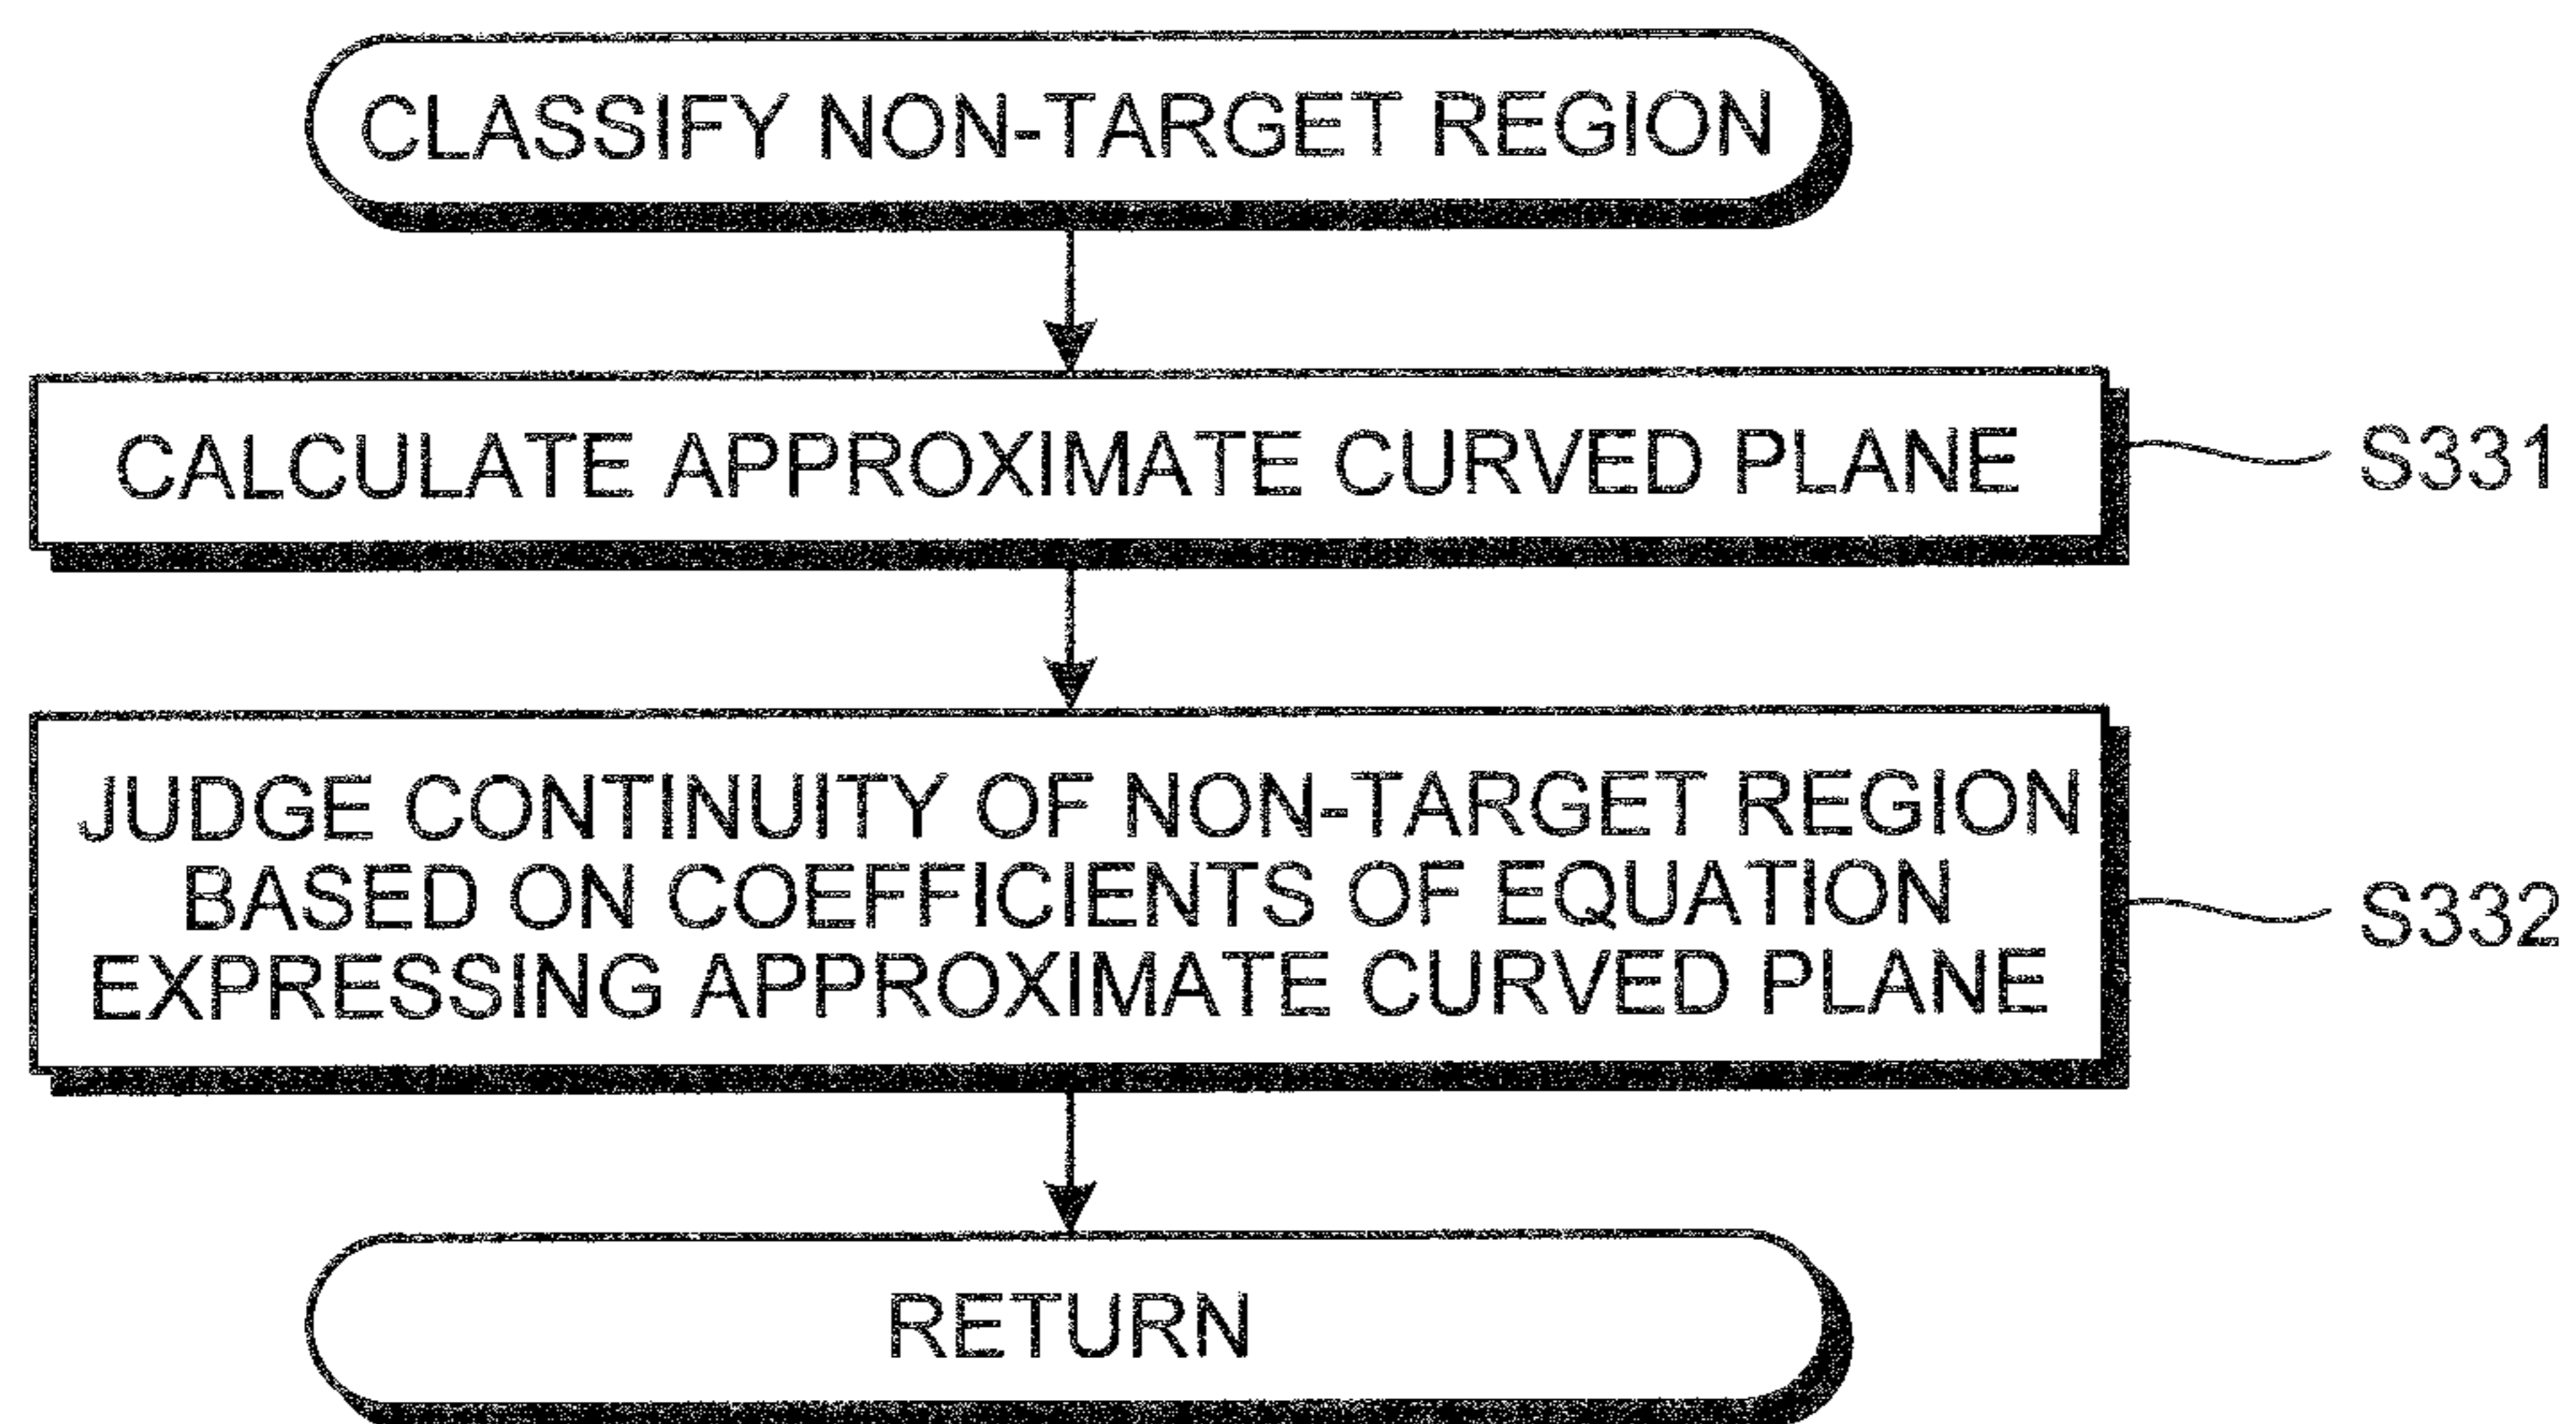 CLASSIFY NON-TARGET REGION
CALCULATE APPROXIMATE CURVED PLANE
S331
JUDGE CONTINUITY OF NON-TARGET REGION
BASED ON COEFFICIENTS OF EQUATION
EXPRESSING APPROXIMATE CURVED PLANE
S332
RETURN